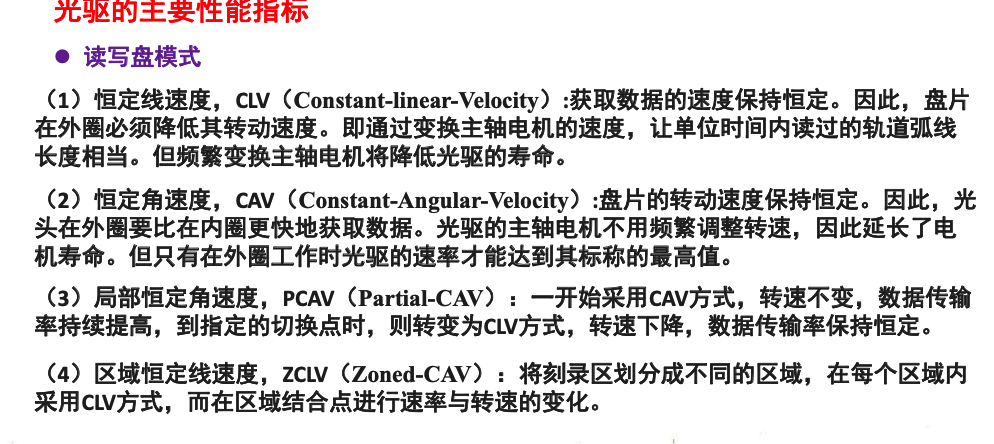 光驱的主要性能指标
● 读写盘模式
（1）恒定线速度，CLV（Constant-linear-Velocity）:获取数据的速度保持恒定。因此，盘片
在外圈必须降低其转动速度。即通过变换主轴电机的速度，让单位时间内读过的轨道弧线
长度相当。但频繁变换主轴电机将降低光驱的寿命。
（2）恒定角速度，CAV（Constant-Angular-Velocity）:盘片的转动速度保持恒定。因此，光
头在外圈要比在内圈更快地获取数据。光驱的主轴电机不用频繁调整转速，因此延长了电
机寿命。但只有在外圈工作时光驱的速率才能达到其标称的最高值。
（3）局部恒定角速度，PCAV（Partial-CAV）：一开始采用CAV方式，转速不变，数据传输
率持续提高，到指定的切换点时，则转变为CLV方式，转速下降，数据传输率保持恒定。
（4）区域恒定线速度，ZCLV（Zoned-CAV）：将刻录区划分成不同的区域，在每个区域内
采用CLV方式，而在区域结合点进行速率与转速的变化。